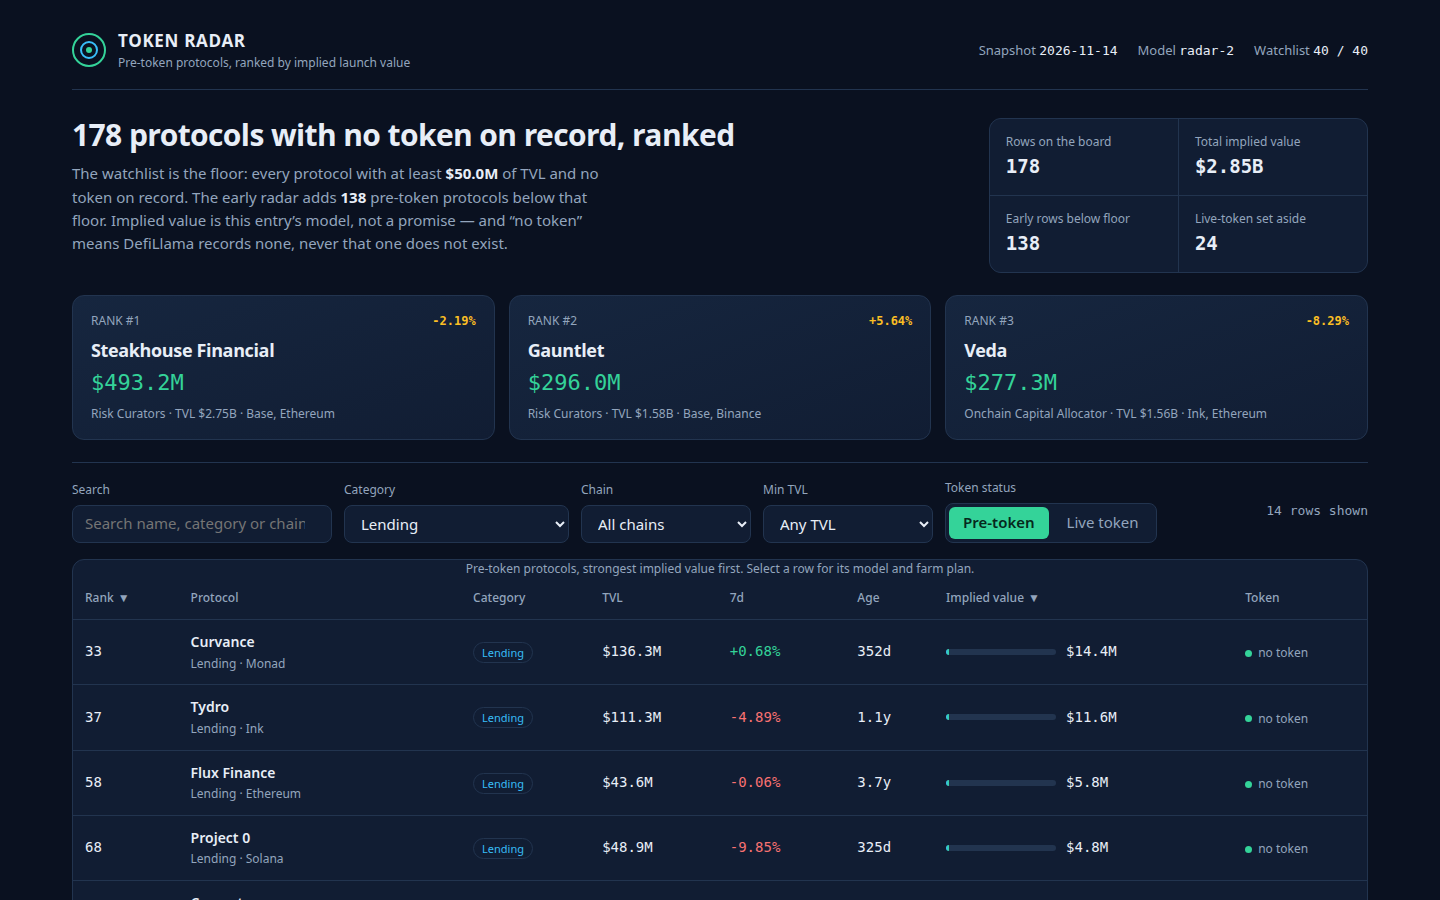 TOKEN RADAR
Pre-token protocols, ranked by implied launch value
Snapshot 2026-11-14 Model radar-2 Watchlist 40 / 40
178 protocols with no token on record, ranked
The watchlist is the floor: every protocol with at least $50.0M of TVL and no
token on record. The early radar adds 138 pre-token protocols below that
floor. Implied value is this entry’s model, not a promise — and “no token”
means DefiLlama records none, never that one does not exist.
Rows on the board
178
Total implied value
$2.85B
Early rows below floor
138
Live-token set aside
24
RANK #1 -2.19%
Steakhouse Financial
$493.2M
Risk Curators · TVL $2.75B · Base, Ethereum
RANK #2 +5.64%
Gauntlet
$296.0M
Risk Curators · TVL $1.58B · Base, Binance
RANK #3 -8.29%
Veda
$277.3M
Onchain Capital Allocator · TVL $1.56B · Ink, Ethereum
Search
Search name, category or chain
Category
Lending
Chain
All chains
Min TVL
Any TVL
Token status
Pre-token Live token
14 rows shown
Pre-token protocols, strongest implied value first. Select a row for its model and farm plan.
Rank ▼ Protocol Category TVL 7d Age Implied value ▼ Token
33 Curvance Lending $136.3M +0.68% 352d $14.4M no token
Lending · Monad
37 Tydro Lending $111.3M -4.89% 1.1y $11.6M no token
Lending · Ink
58 Flux Finance Lending $43.6M -0.06% 3.7y $5.8M no token
Lending · Ethereum
68 Project 0 Lending $48.9M -9.85% 325d $4.8M no token
Lending · Solana